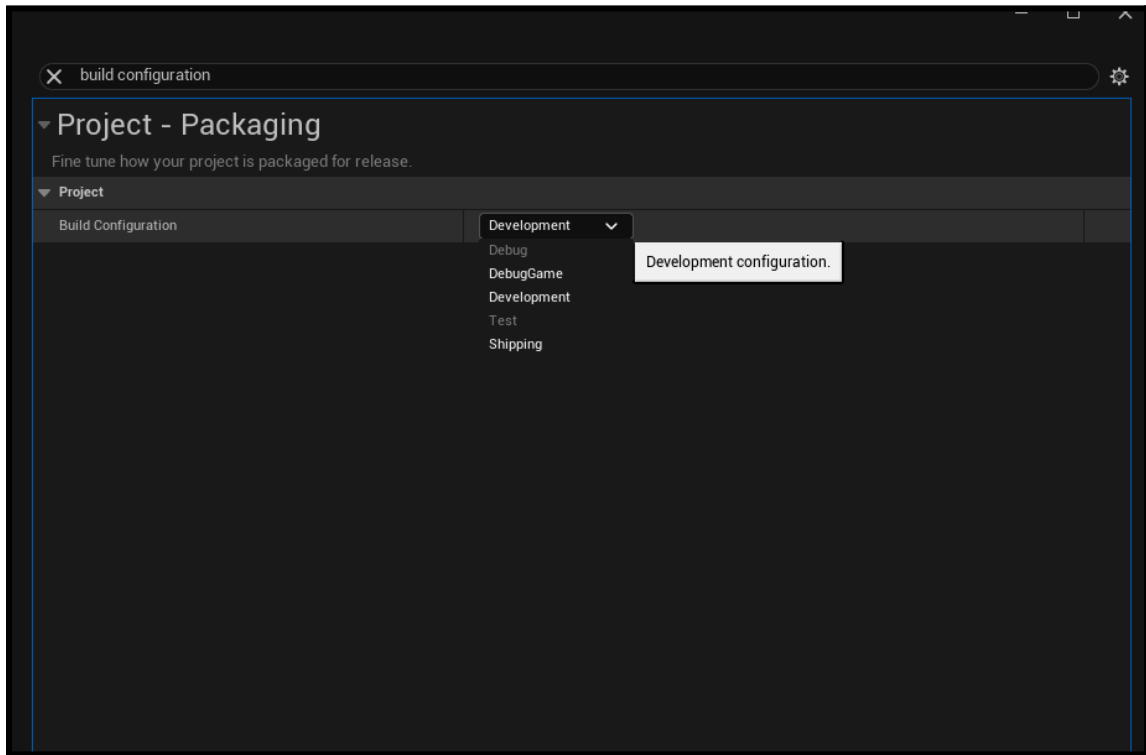 build configuration
Project - Packaging
Fine tune how your project is packaged for release.
Project
Build Configuration
Development
Debug
DebugGame
Development
Test
Shipping
Development configuration.